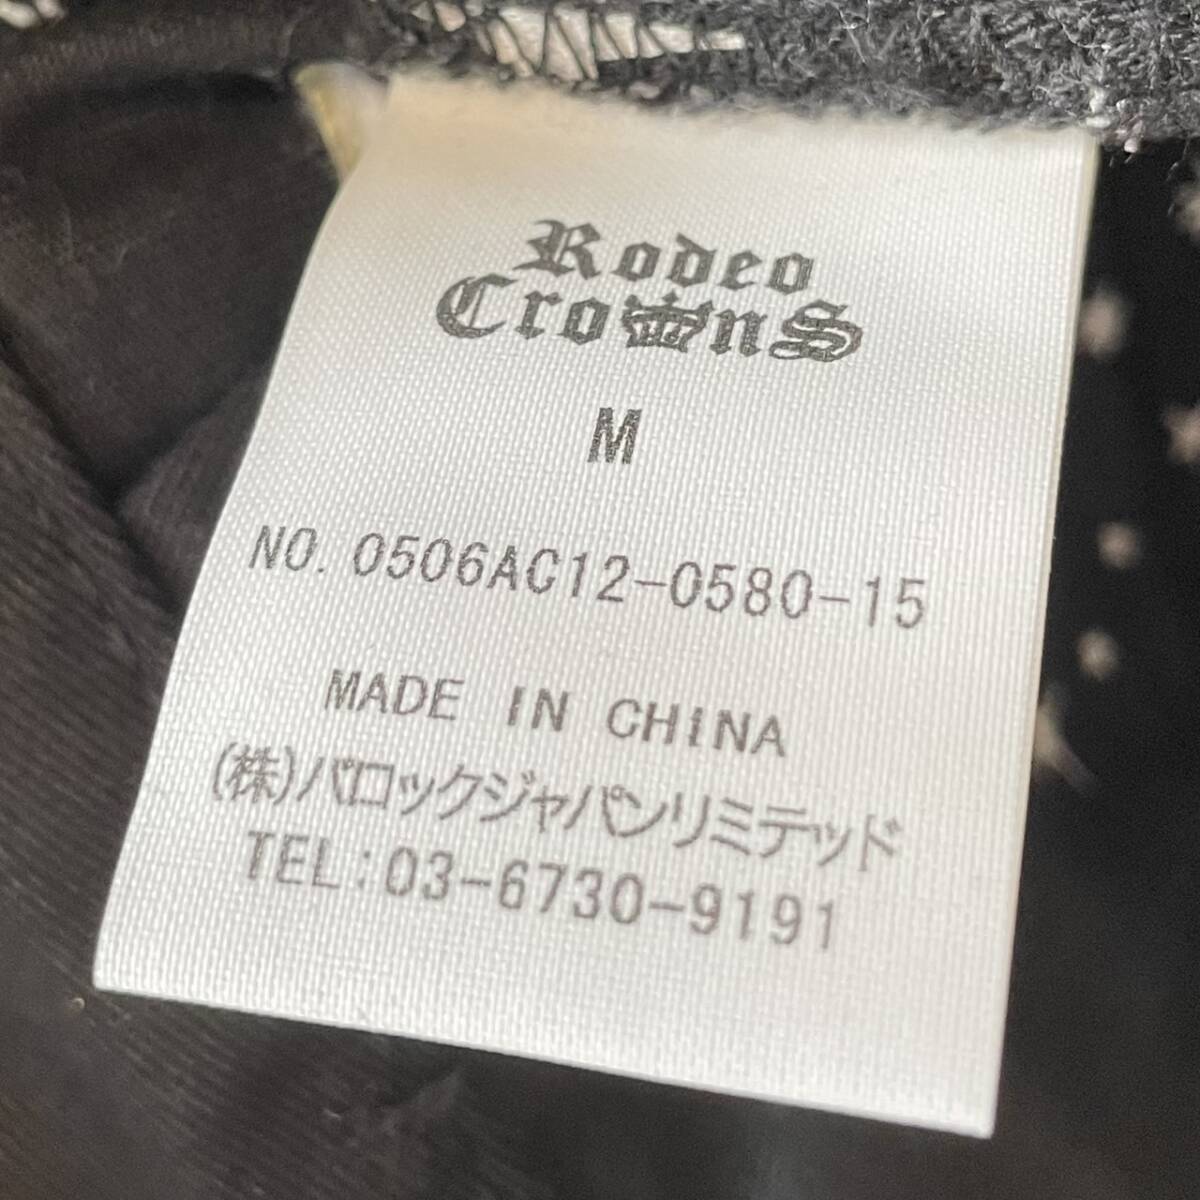 Rodeo
CrownS
M
NO. 0506AC12-0580-15
MADE IN CHINA
(株)バロックジャパンリミテッド
TEL:03-6730-9191